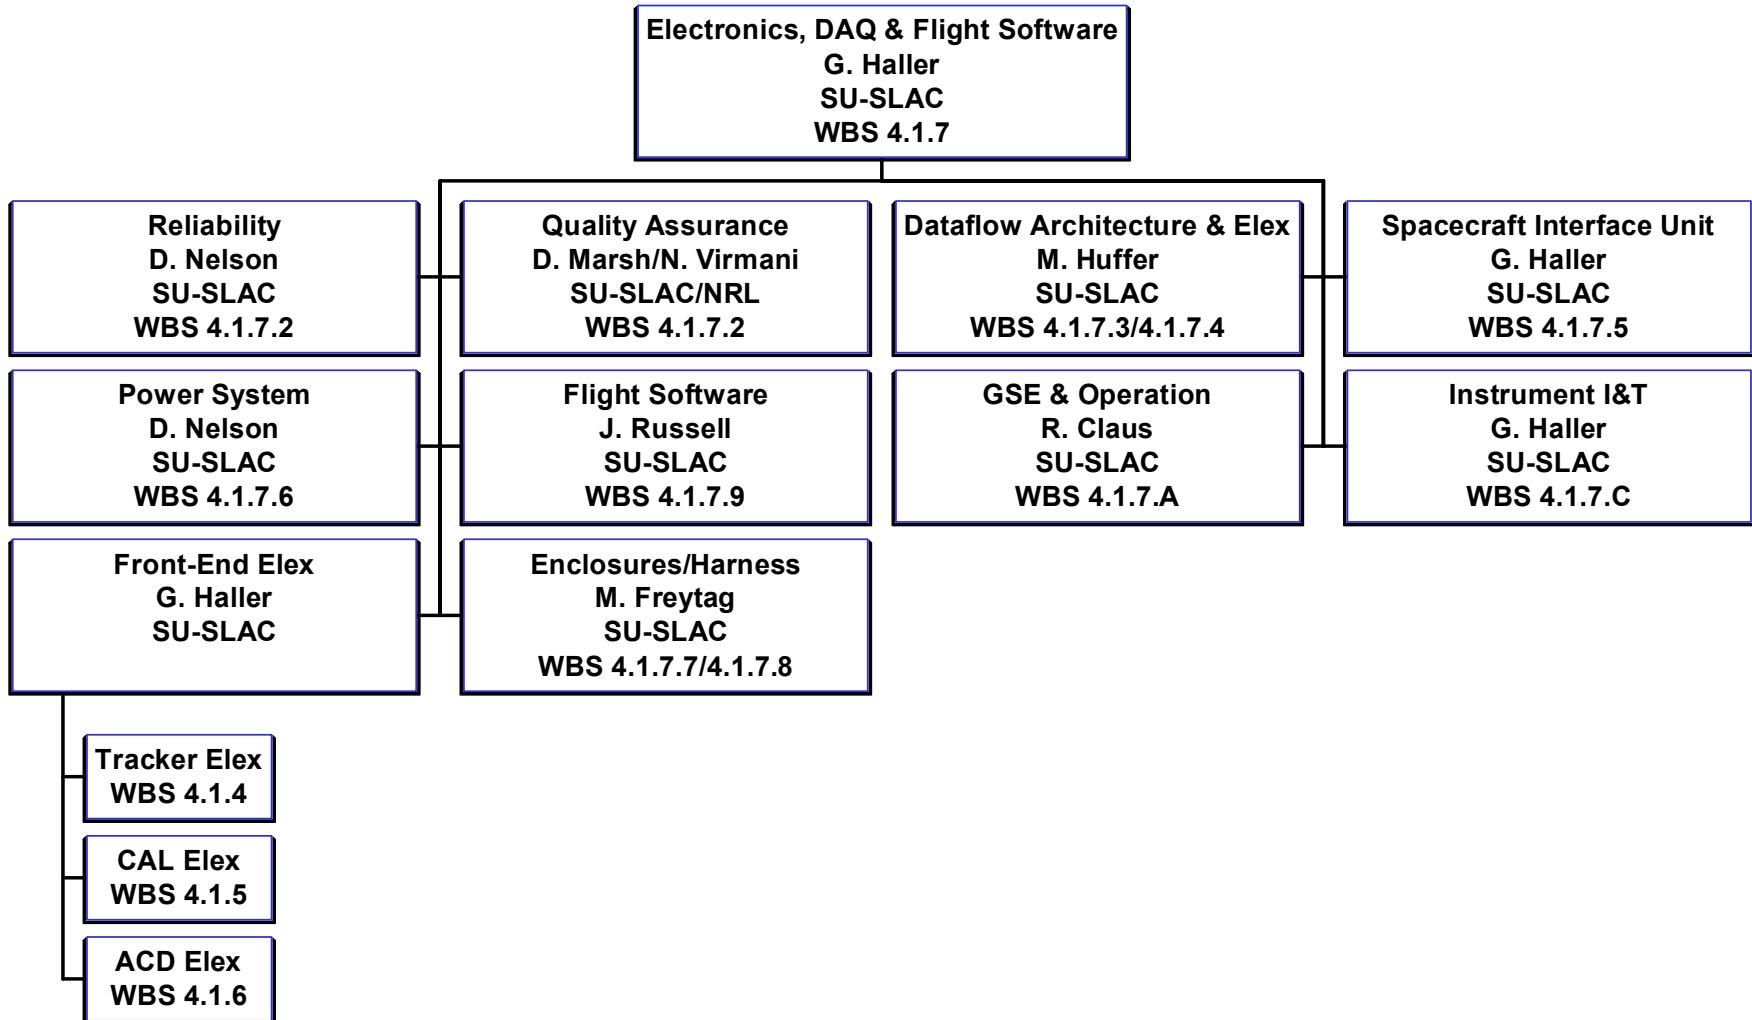 Electronics, DAQ & Flight Software
G. Haller
SU-SLAC
WBS 4.1.7
Reliability
D. Nelson
SU-SLAC
WBS 4.1.7.2
Quality Assurance
D. Marsh/N. Virmani
SU-SLAC/NRL
WBS 4.1.7.2
Dataflow Architecture & Elex
M. Huffer
SU-SLAC
WBS 4.1.7.3/4.1.7.4
Spacecraft Interface Unit
G. Haller
SU-SLAC
WBS 4.1.7.5
Power System
D. Nelson
SU-SLAC
WBS 4.1.7.6
Flight Software
J. Russell
SU-SLAC
WBS 4.1.7.9
GSE & Operation
R. Claus
SU-SLAC
WBS 4.1.7.A
Instrument I&T
G. Haller
SU-SLAC
WBS 4.1.7.C
Front-End Elex
G. Haller
SU-SLAC
Enclosures/Harness
M. Freytag
SU-SLAC
WBS 4.1.7.7/4.1.7.8
Tracker Elex
WBS 4.1.4
CAL Elex
WBS 4.1.5
ACD Elex
WBS 4.1.6